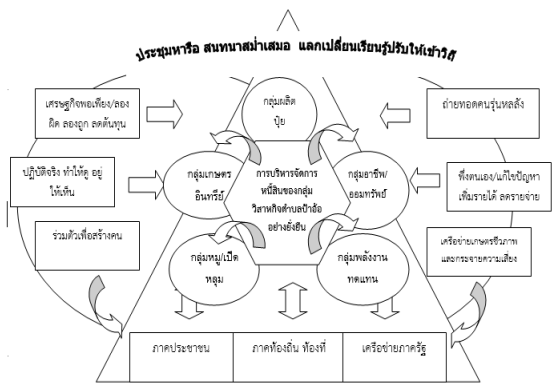 ประชุมหารือ สนทนาสม่ำเสมอ แลกเปลี่ยนเรียนรู้ปรับให้เข้าวิถี
เศรษฐกิจพอเพียง/ลอง
ผิด ลองถูก ลดต้นทุน
กลุ่มผลิต
ปุ๋ย
ถ่ายทอดคนรุ่นหลลัง
ปฏิบัติจริง ทำให้ดู อยู่
ให้เห็น
กลุ่มเกษตร
อินทรีย์
การบริหารจัดการ
หนี้สินของกลุ่ม
วิสาหกิจตำบลป้าอ้อ
อย่างยั่งยืน
กลุ่มอาชีพ/
ออมทรัพย์
พึ่งตนเอง/แก้ไขปัญหา
เพิ่มรายได้ ลดรายจ่าย
ร่วมตัวเพื่อสร้างคน
กลุ่มหมู/เป็ด
หลุม
กลุ่มพลังงาน
ทดแทน
เครือข่ายเกษตรชีวภาพ
และกระจายความเสี่ยง
ภาคประชาชน
ภาคท้องถิ่น ท้องที่
เครือข่ายภาครัฐ